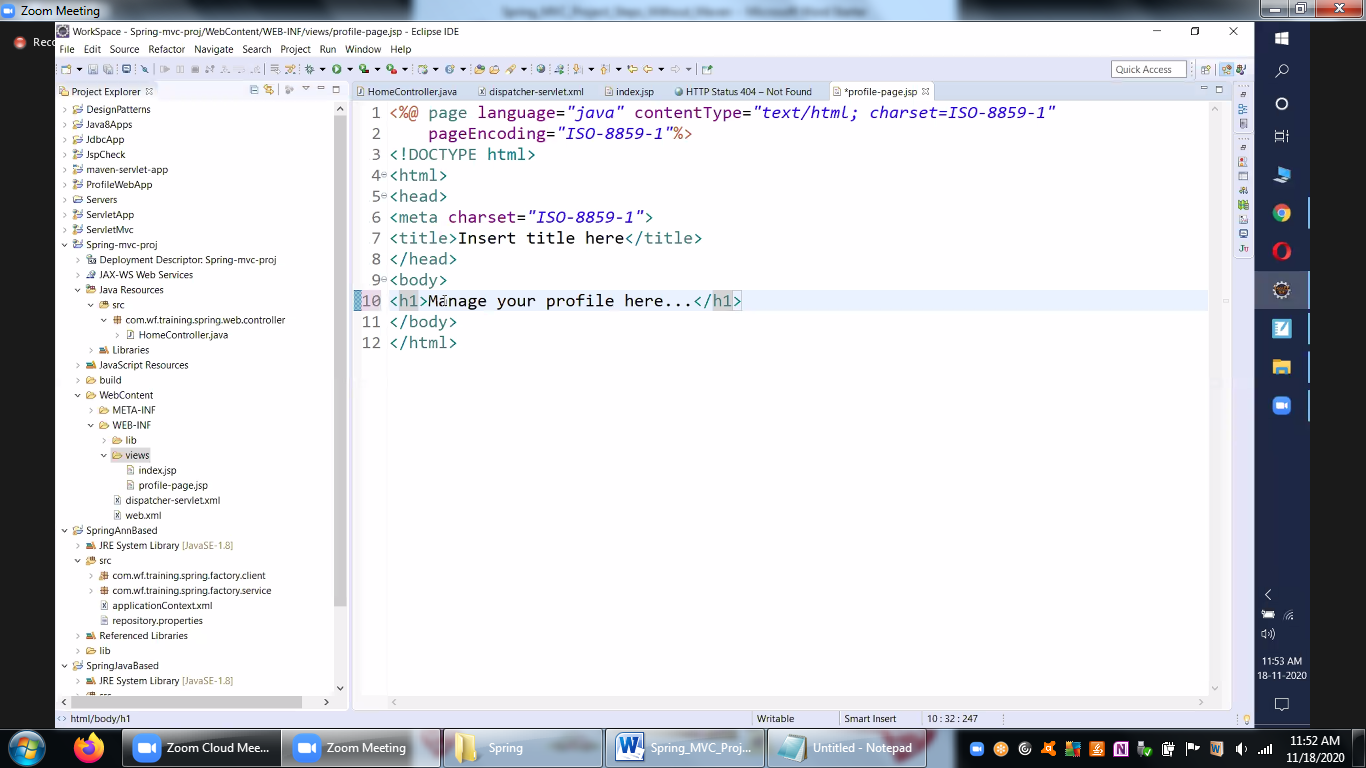 Zoom Meeting
Spring_MVC_Project_Steps_Without_Maven - Microsoft Word Starter
Reco
WorkSpace - Spring-mvc-proj/WebContent/WEB-INF/views/profile-page.jsp - Eclipse IDE
File Edit Source Refactor Navigate Search Project Run Window Help
Quick Access
Project Explorer
HomeController.java dispatcher-servlet.xml index.jsp HTTP Status 404 – Not Found *profile-page.jsp
DesignPatterns
Java8Apps
JdbcApp
JspCheck
maven-servlet-app
ProfileWebApp
Servers
ServletApp
ServletMvc
Spring-mvc-proj
Deployment Descriptor: Spring-mvc-proj
JAX-WS Web Services
Java Resources
src
com.wf.training.spring.web.controller
HomeController.java
Libraries
JavaScript Resources
build
WebContent
META-INF
WEB-INF
lib
views
index.jsp
profile-page.jsp
dispatcher-servlet.xml
web.xml
SpringAnnBased
JRE System Library [JavaSE-1.8]
src
com.wf.training.spring.factory.client
com.wf.training.spring.factory.service
applicationContext.xml
repository.properties
Referenced Libraries
lib
SpringJavaBased
JRE System Library [JavaSE-1.8]
1 <%@ page language="java" contentType="text/html; charset=ISO-8859-1"
2 pageEncoding="ISO-8859-1"%>
3 <!DOCTYPE html>
4 <html>
5 <head>
6 <meta charset="ISO-8859-1">
7 <title>Insert title here</title>
8 </head>
9 <body>
10 <h1>Manage your profile here...</h1>
11 </body>
12 </html>
html/body/h1 Writable Smart Insert 10 : 32 : 247
11:53 AM
18-11-2020
Zoom Cloud Mee... Zoom Meeting Spring Spring_MVC_Proj... Untitled - Notepad
11:52 AM
11/18/2020